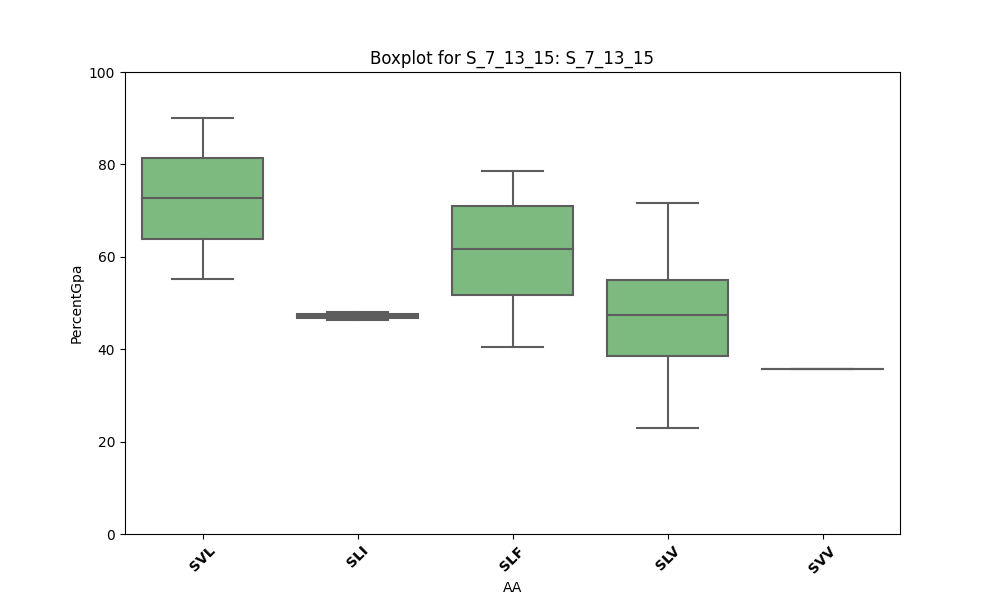 Boxplot for S_7_13_15: S_7_13_15
100
80
60
40
20
0
PercentGpa
SVL
SLI
SLF
SLV
SVV
AA